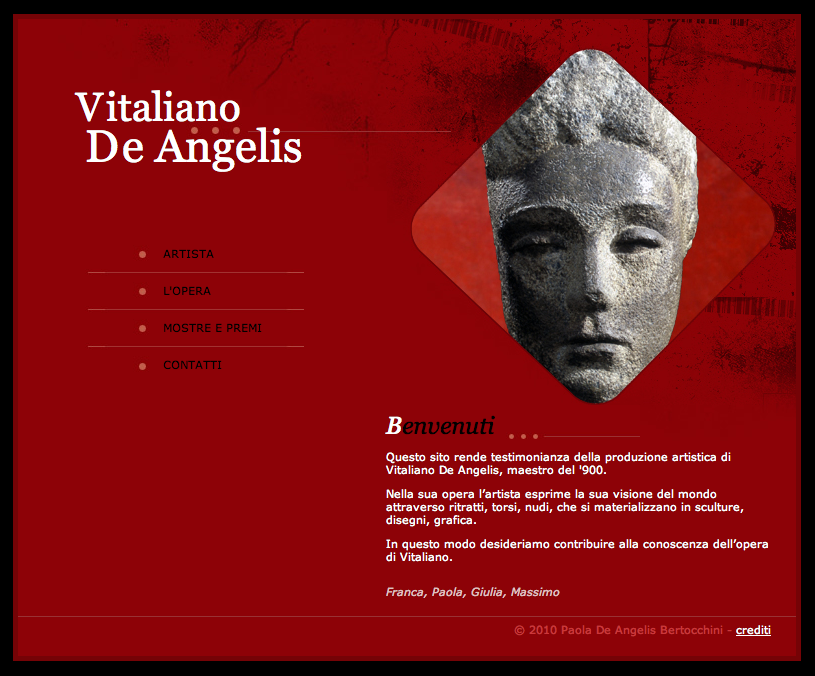 Vitaliano
De Angelis
ARTISTA
L'OPERA
MOSTRE E PREMI
CONTATTI
Benvenuti
Questo sito rende testimonianza della produzione artistica di
Vitaliano De Angelis, maestro del '900.
Nella sua opera l’artista esprime la sua visione del mondo
attraverso ritratti, torsi, nudi, che si materializzano in sculture,
disegni, grafica.
In questo modo desideriamo contribuire alla conoscenza dell’opera
di Vitaliano.
Franca, Paola, Giulia, Massimo
© 2010 Paola De Angelis Bertocchini - crediti